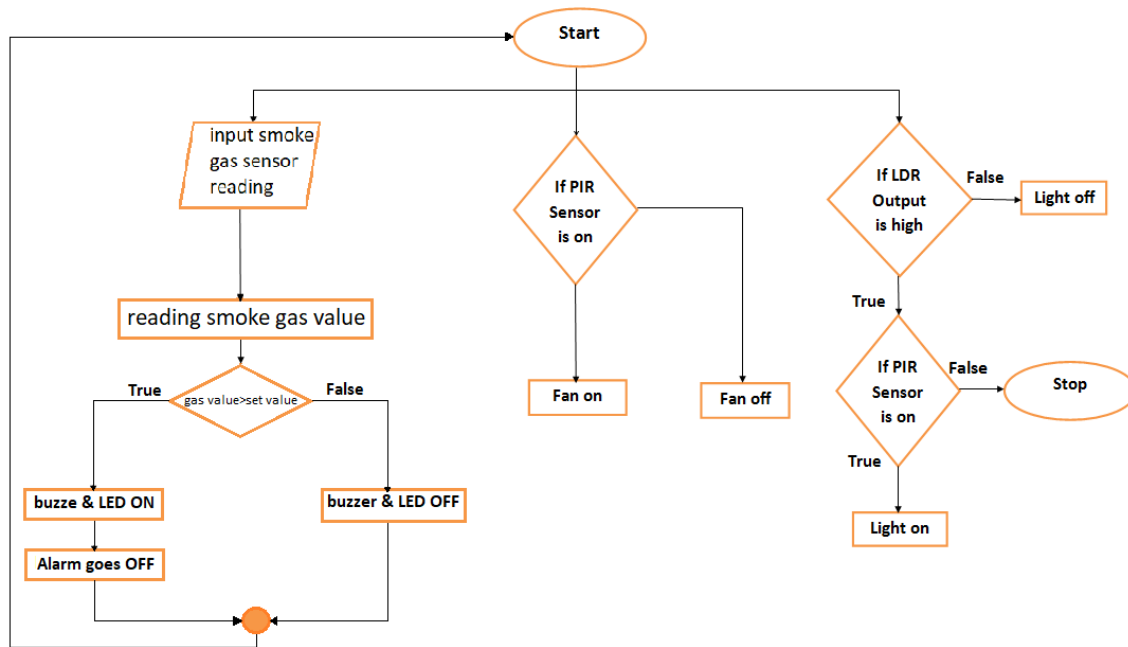 Start
input smoke
gas sensor
reading
reading smoke gas value
True
False
gas value>set value
buzze & LED ON
buzzer & LED OFF
Alarm goes OFF
If PIR
Sensor
is on
Fan on
Fan off
If LDR
Output
is high
False
Light off
True
If PIR
Sensor
is on
False
Stop
True
Light on